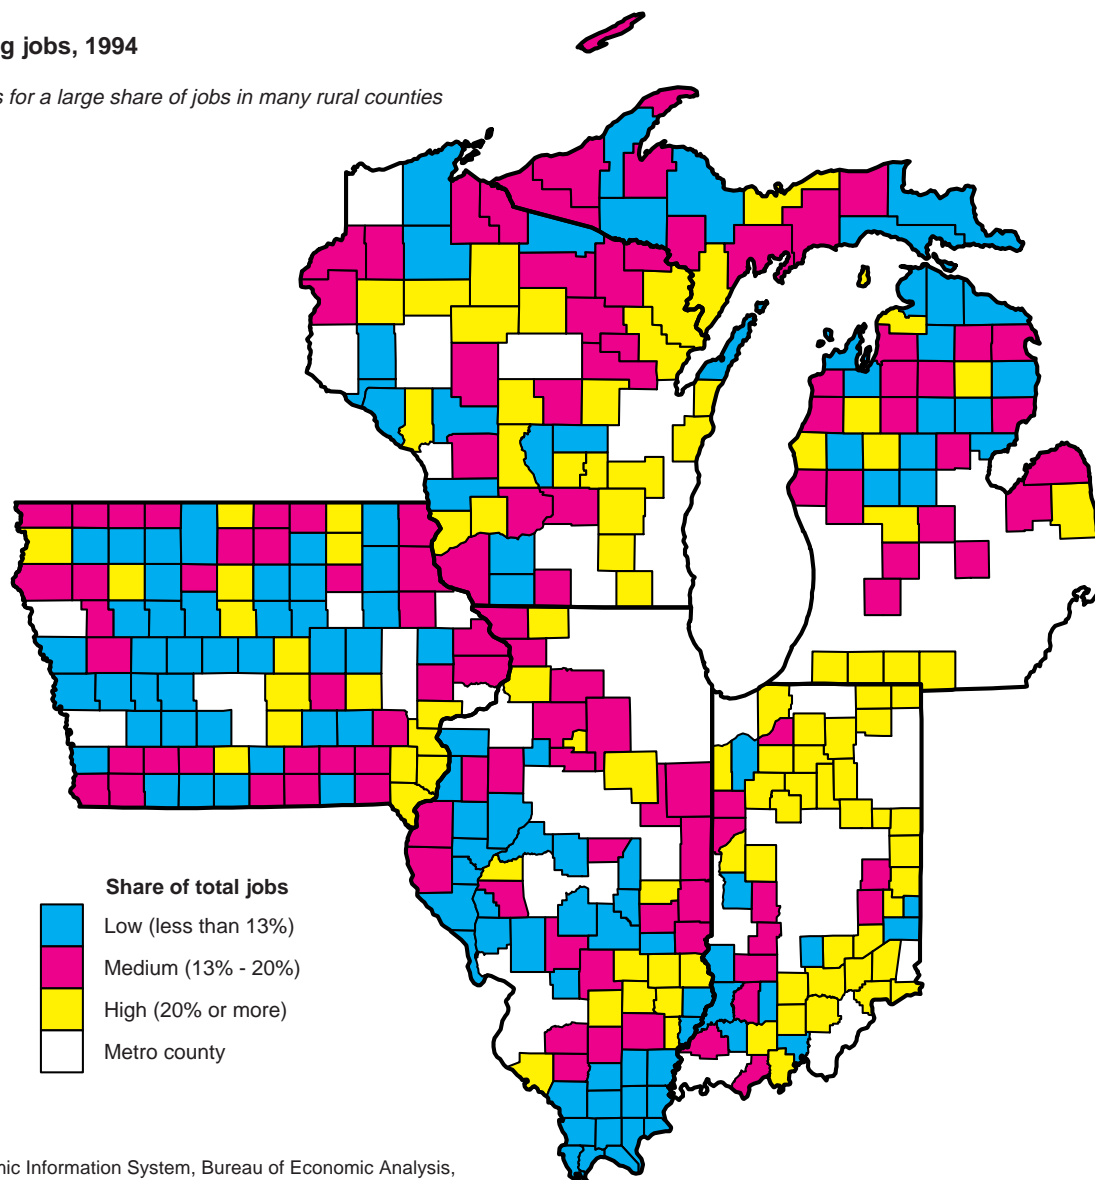 g jobs, 1994
s for a large share of jobs in many rural counties
Share of total jobs
Low (less than 13%)
Medium (13% - 20%)
High (20% or more)
Metro county
mic Information System, Bureau of Economic Analysis,